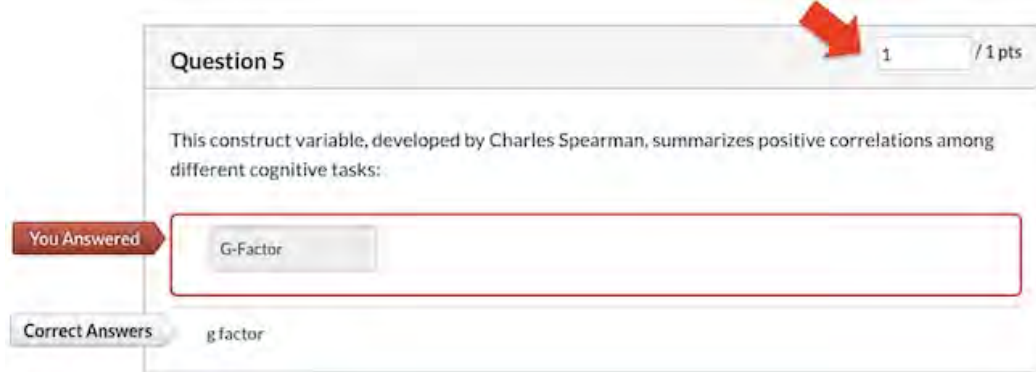 Question 5
1 / 1 pts
This construct variable, developed by Charles Spearman, summarizes positive correlations among
different cognitive tasks:
You Answered
G-Factor
Correct Answers
g factor